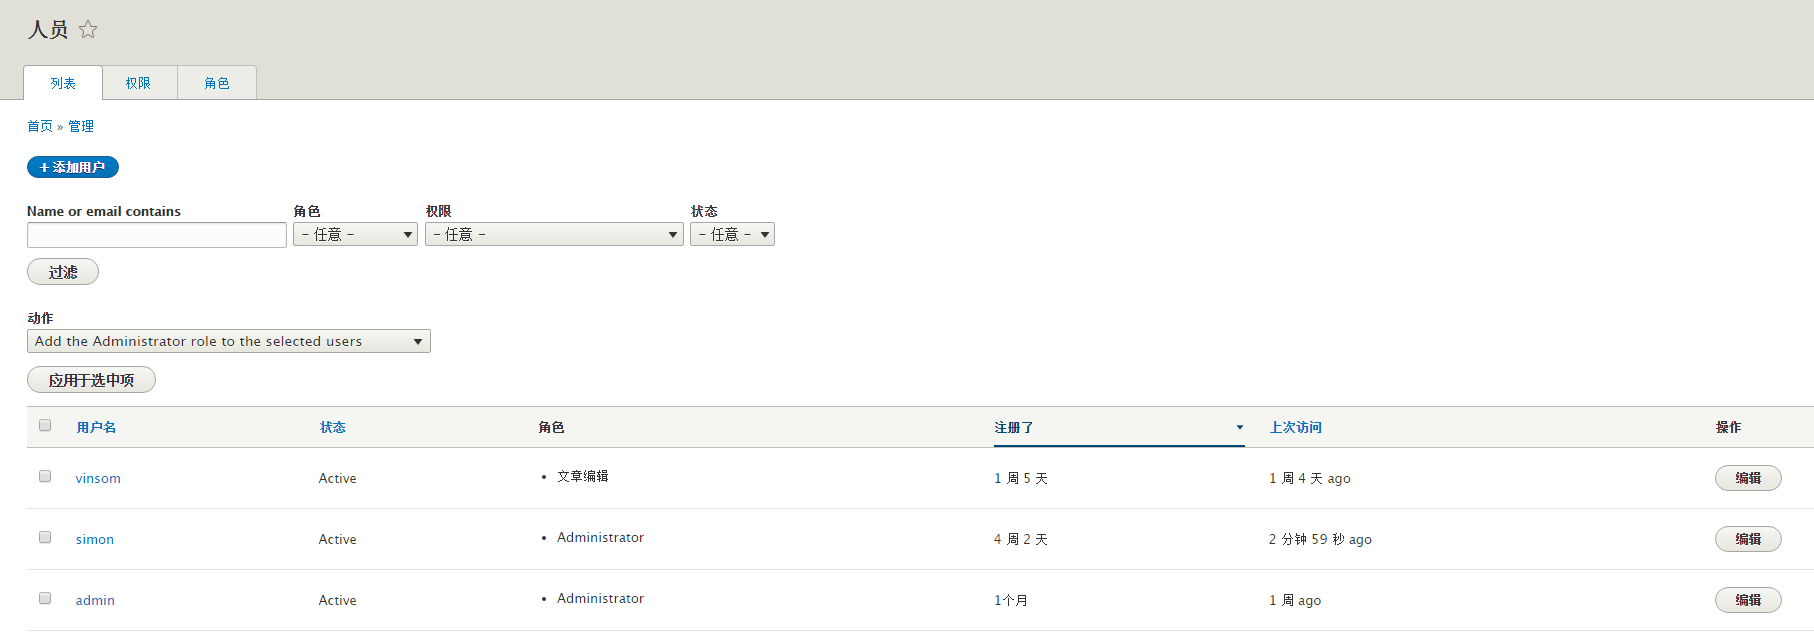 人员
列表 权限 角色
首页 » 管理
+ 添加用户
Name or email contains 角色 权限 状态
- 任意 - - 任意 - - 任意 -
过滤
动作
Add the Administrator role to the selected users
应用于选中项
用户名 状态 角色 注册了 上次访问 操作
vinsom Active • 文章编辑 1 周 5 天 1 周 4 天 ago 编辑
simon Active • Administrator 4 周 2 天 2 分钟 59 秒 ago 编辑
admin Active • Administrator 1个月 1 周 ago 编辑